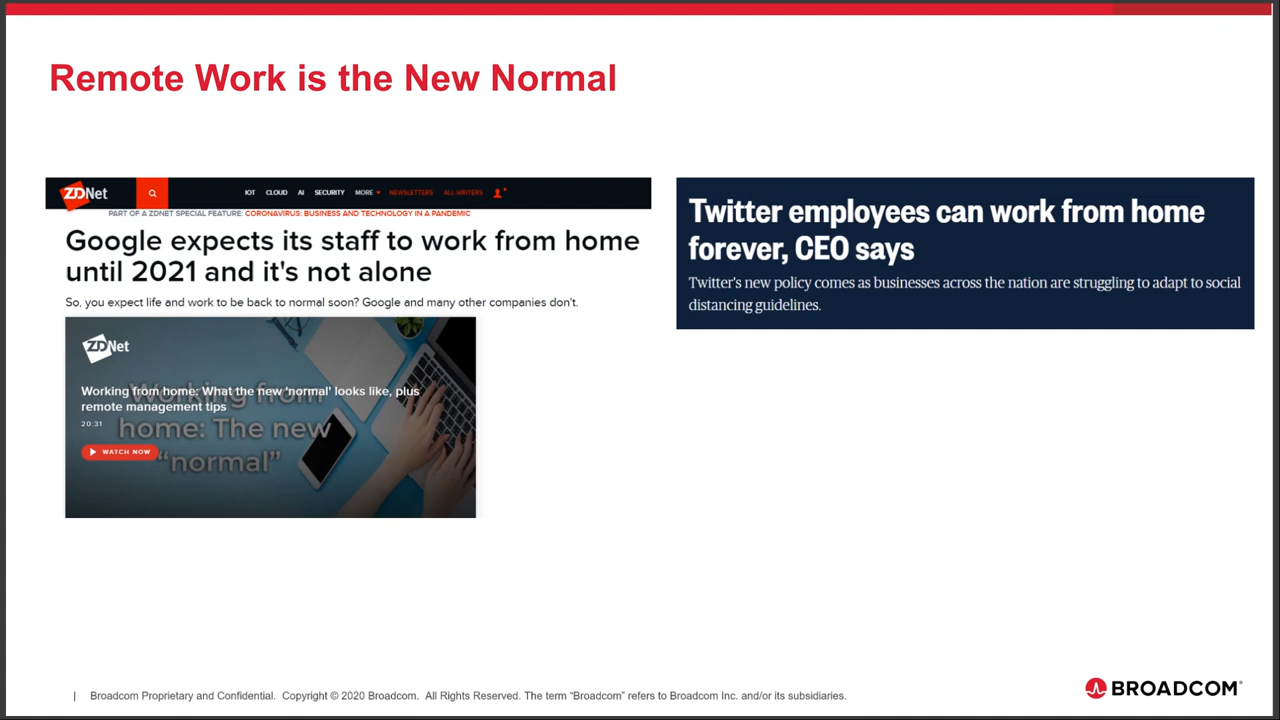 Remote Work is the New Normal
ZDNet
IOT CLOUD AI SECURITY MORE NEWSLETTERS ALL WRITERS
PART OF A ZDNET SPECIAL FEATURE: CORONAVIRUS: BUSINESS AND TECHNOLOGY IN A PANDEMIC
Google expects its staff to work from home
until 2021 and it's not alone
So, you expect life and work to be back to normal soon? Google and many other companies don't.
ZDNet
Working from home: What the new 'normal' looks like, plus
remote management tips
20:31
WATCH NOW
Working from
home: The new
“normal”
Twitter employees can work from home
forever, CEO says
Twitter's new policy comes as businesses across the nation are struggling to adapt to social
distancing guidelines.
| Broadcom Proprietary and Confidential. Copyright © 2020 Broadcom. All Rights Reserved. The term “Broadcom” refers to Broadcom Inc. and/or its subsidiaries.
BROADCOM®